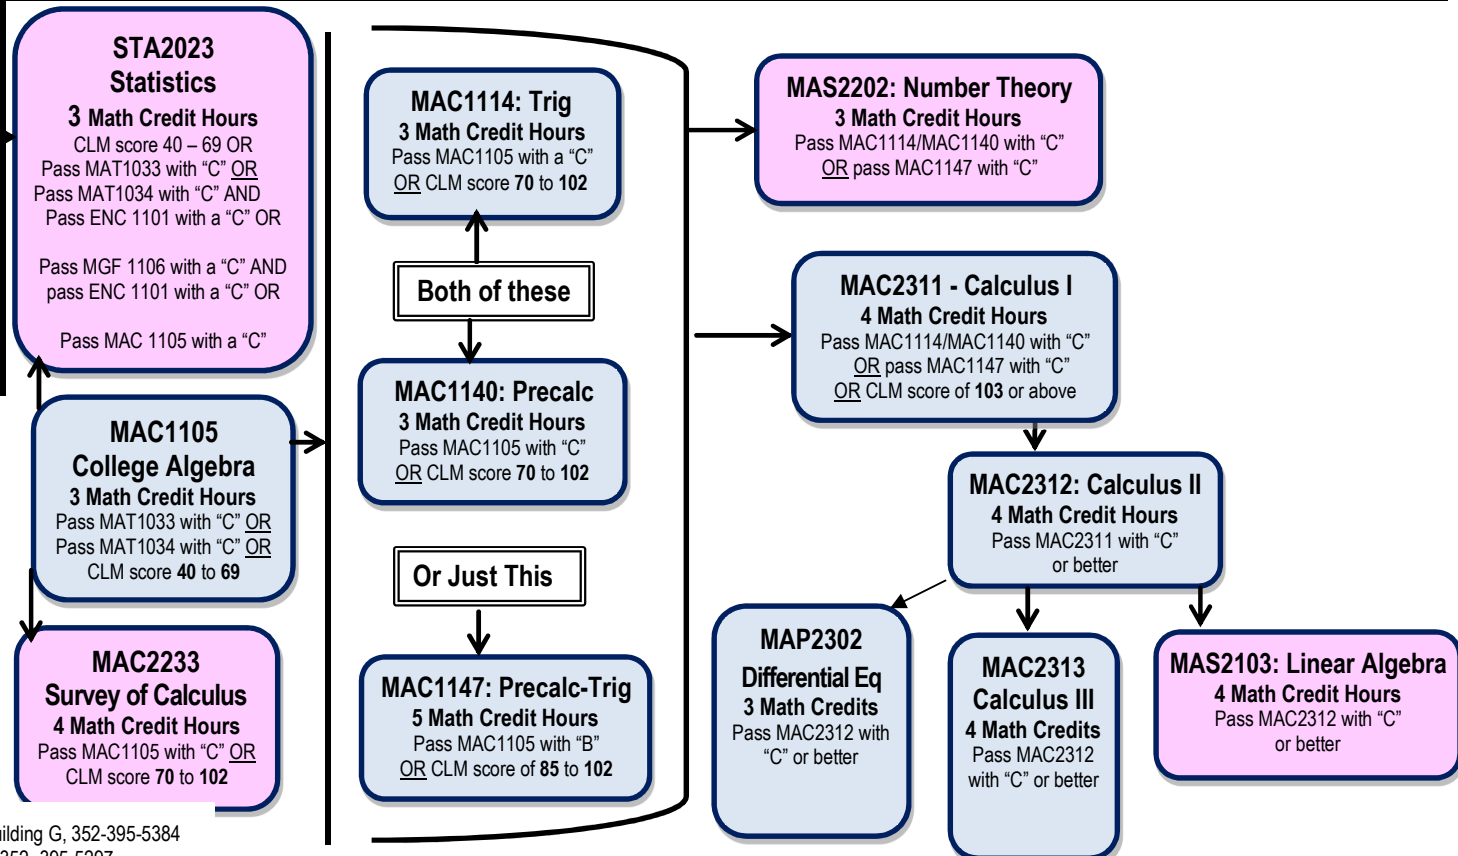 STA2023
Statistics
3 Math Credit Hours
CLM score 40 – 69 OR
Pass MAT1033 with “C” OR
Pass MAT1034 with “C” AND
Pass ENC 1101 with a “C” OR
Pass MGF 1106 with a “C” AND
pass ENC 1101 with a “C” OR
Pass MAC 1105 with a “C”
MAC1105
College Algebra
3 Math Credit Hours
Pass MAT1033 with “C” OR
Pass MAT1034 with “C” OR
CLM score 40 to 69
MAC2233
Survey of Calculus
4 Math Credit Hours
Pass MAC1105 with “C” OR
CLM score 70 to 102
MAC1114: Trig
3 Math Credit Hours
Pass MAC1105 with a “C”
OR CLM score 70 to 102
Both of these
MAC1140: Precalc
3 Math Credit Hours
Pass MAC1105 with “C”
OR CLM score 70 to 102
Or Just This
MAC1147: Precalc-Trig
5 Math Credit Hours
Pass MAC1105 with “B”
OR CLM score of 85 to 102
MAS2202: Number Theory
3 Math Credit Hours
Pass MAC1114/MAC1140 with “C”
OR pass MAC1147 with “C”
MAC2311 - Calculus I
4 Math Credit Hours
Pass MAC1114/MAC1140 with “C”
OR pass MAC1147 with “C”
OR CLM score of 103 or above
MAC2312: Calculus II
4 Math Credit Hours
Pass MAC2311 with “C”
or better
MAP2302
Differential Eq
3 Math Credits
Pass MAC2312 with
“C” or better
MAC2313
Calculus III
4 Math Credits
Pass MAC2312
with “C” or better
MAS2103: Linear Algebra
4 Math Credit Hours
Pass MAC2312 with “C”
or better
uilding G, 352-395-5384